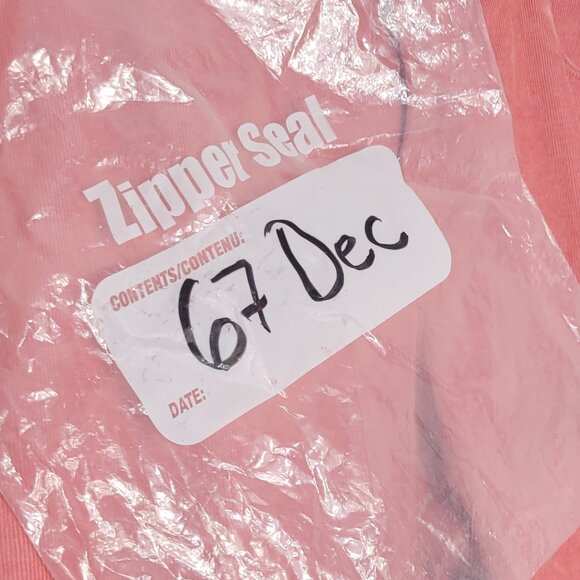 Zipper Seal
CONTENTS/CONTENU:
67 Dec
DATE: